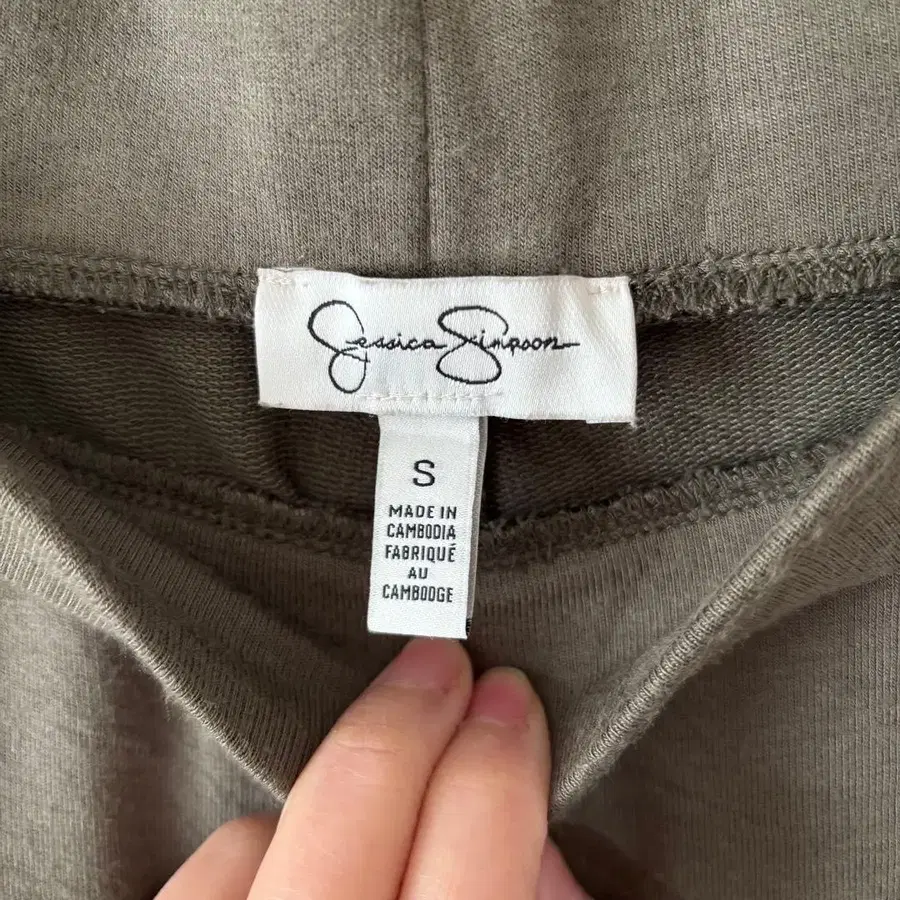 Jessica Simpson
S
MADE IN
CAMBODIA
FABRIQUÉ
AU
CAMBODGE